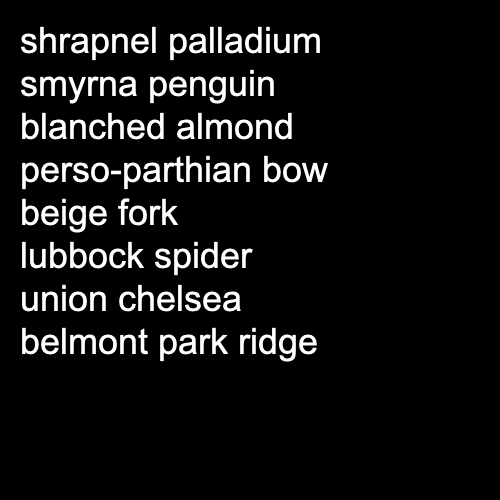 shrapnel palladium
smyrna penguin
blanched almond
perso-parthian bow
beige fork
lubbock spider
union chelsea
belmont park ridge